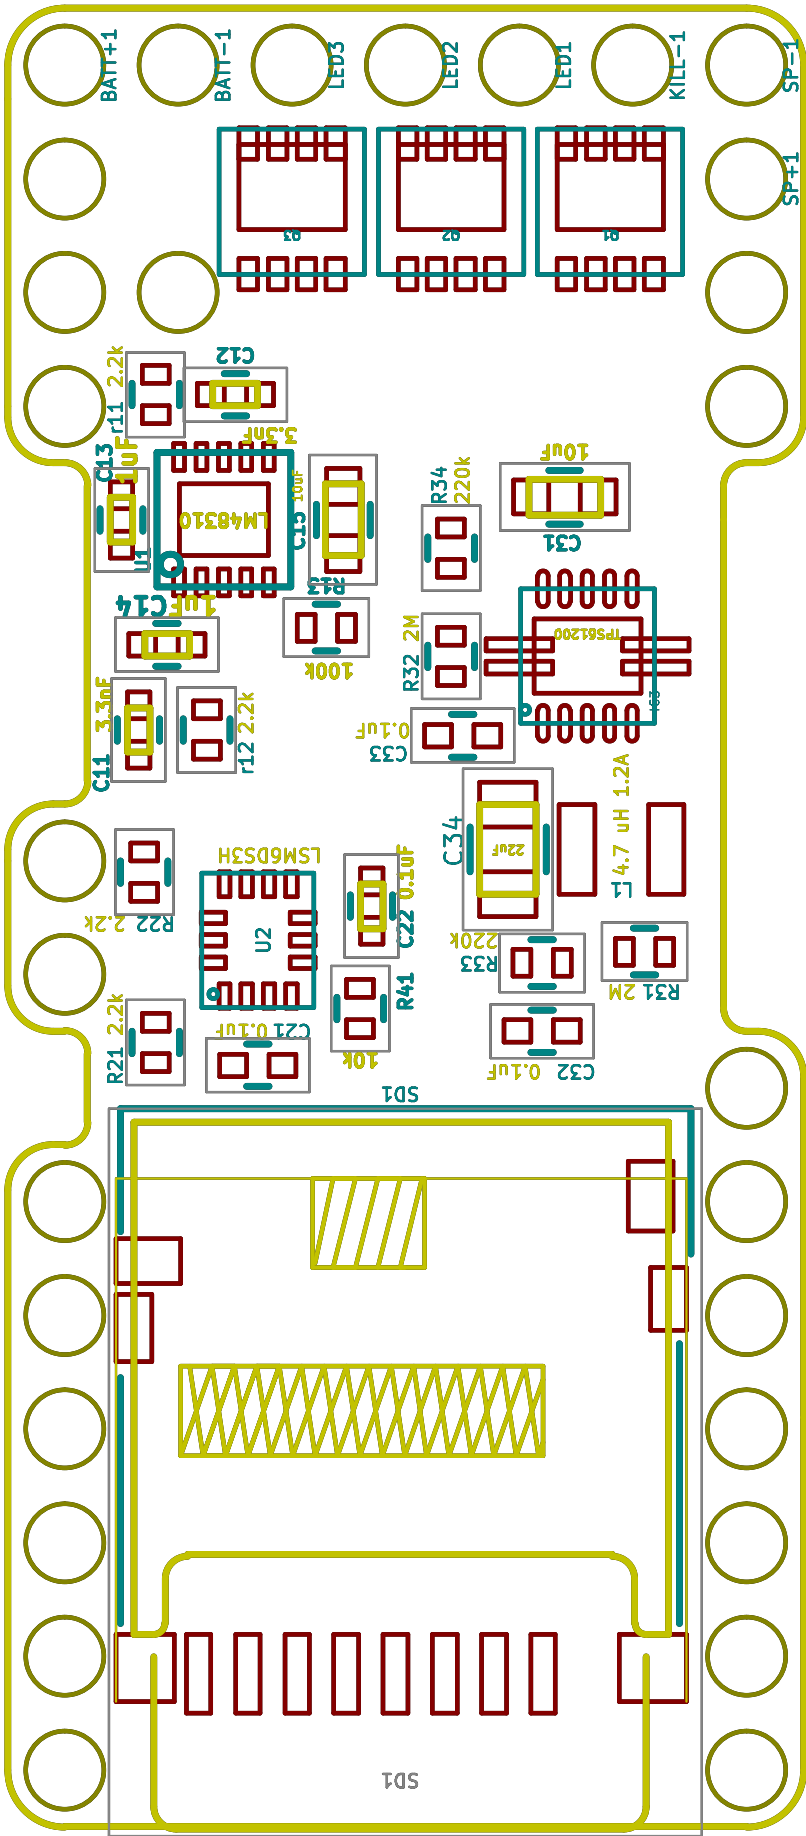 BATT+1
BATT-1
LED3
LED2
LED1
KILL-1
SP-1
SP+1
Q3
Q2
Q1
2.2k
r11
C12
3.3nF
C13
1uF
LM48310
U1
10uF
C15
R34
220k
10uF
C31
R13
100k
C14
1uF
2M
R32
TPS61200
3.3nF
C11
2.2k
r12
0.1uF
C33
C34
22uF
4.7 uH 1.2A
L1
2.2k
R22
LSM6DS3H
U2
0.1uF
C22
220k
R33
2M
R31
2.2k
R21
0.1uF
C21
R41
10k
0.1uF
C32
SD1
SD1